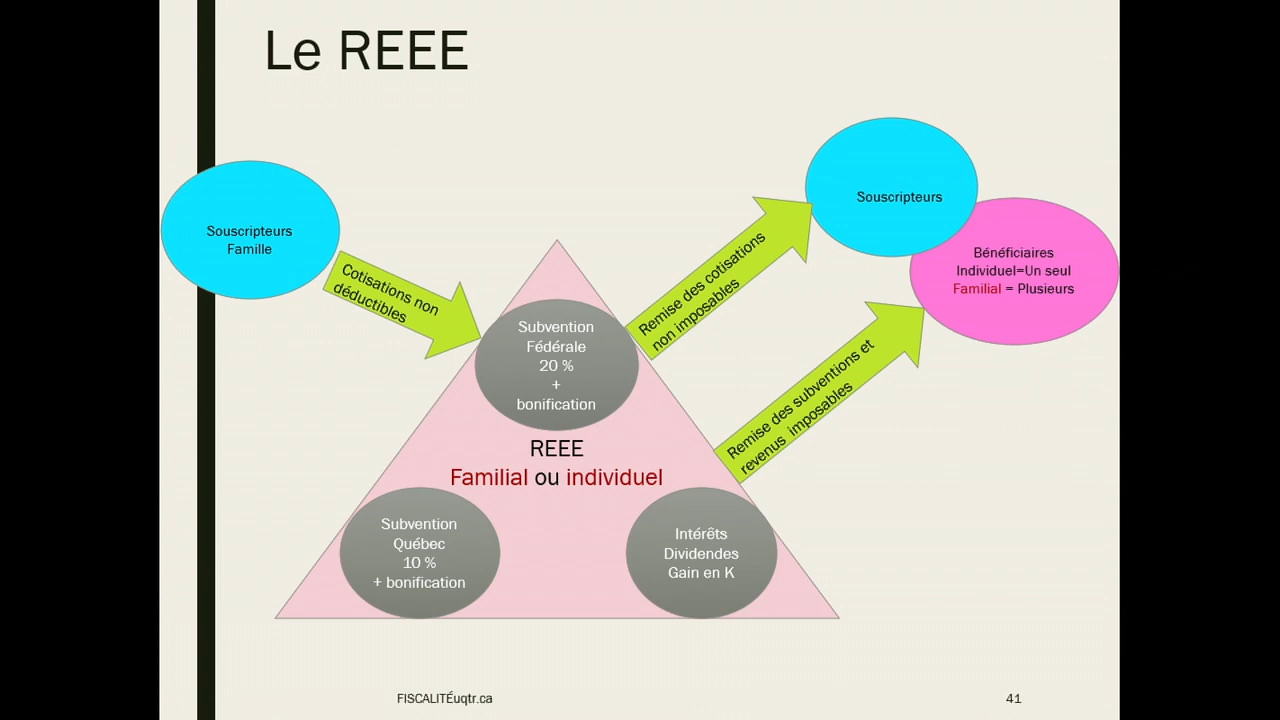 Le REEE
Souscripteurs
Famille
Cotisations non
déductibles
Subvention
Fédérale
20 %
+
bonification
REEE
Familial ou individuel
Subvention
Québec
10 %
+ bonification
Intérêts
Dividendes
Gain en K
Remise des cotisations
non imposables
Remise des subventions et
revenus imposables
Souscripteurs
Bénéficiaires
Individuel=Un seul
Familial = Plusieurs
FISCALITÉuqtr.ca
41